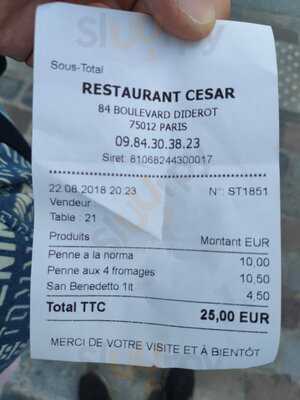 Sous-Total
RESTAURANT CESAR
84 BOULEVARD DIDEROT
75012 PARIS
09.84.30.38.23
Siret: 81068244300017
22.08.2018 20:23 N°: ST1851
Vendeur :
Table : 21
Produits Montant EUR
Penne a la norma 10,00
Penne aux 4 fromages 10,50
San Benedetto 1lt 4,50
Total TTC 25,00 EUR
MERCI DE VOTRE VISITE ET À BIENTÔT